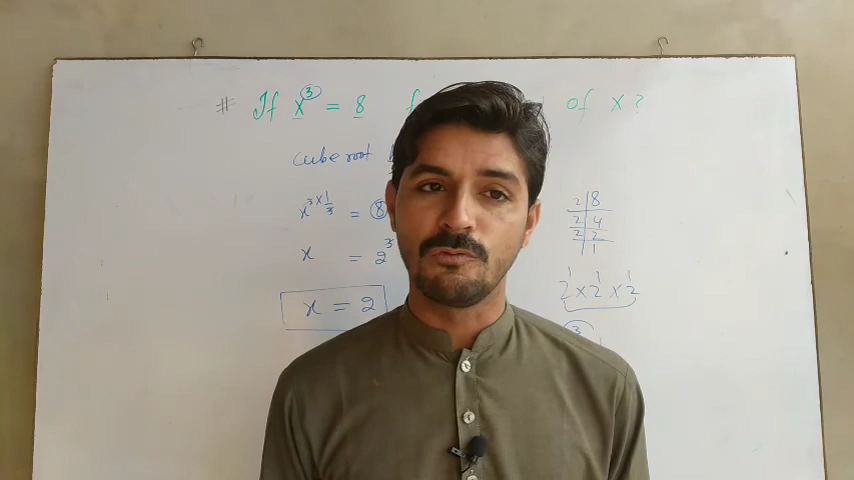 # If x³ = 8 of x?
cube root
x^{3×1/3} = 8
x = 2³
x = 2
2 | 8
2 | 4
2 | 2
1
2¹×2¹×2¹
3